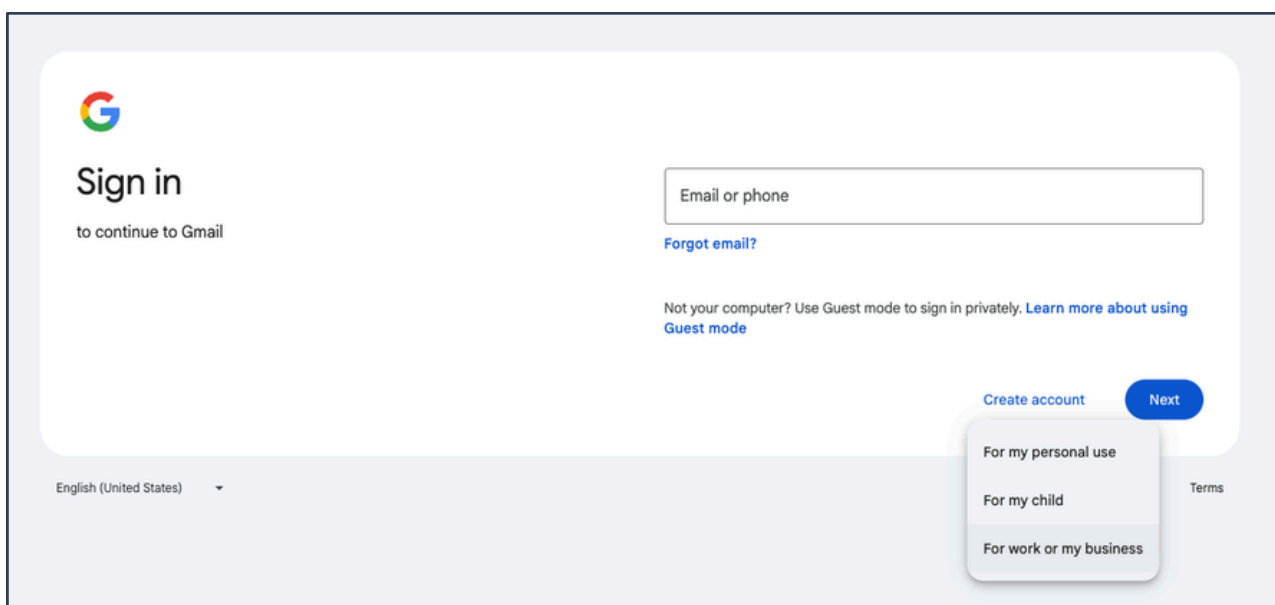 Sign in
to continue to Gmail
Email or phone
Forgot email?
Not your computer? Use Guest mode to sign in privately. Learn more about using
Guest mode
Create account
Next
For my personal use
For my child
For work or my business
English (United States)
Terms